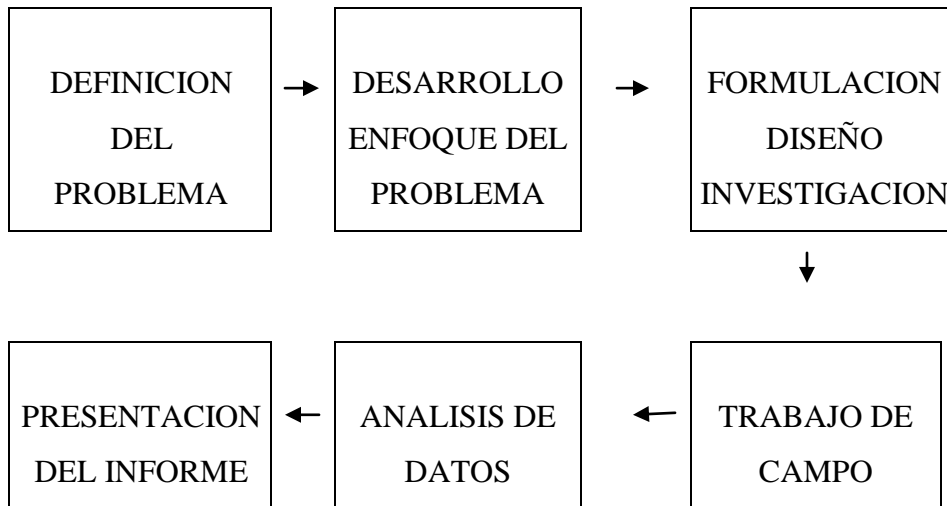 DEFINICION
DEL
PROBLEMA
DESARROLLO
ENFOQUE DEL
PROBLEMA
FORMULACION
DISEÑO
INVESTIGACION
TRABAJO DE
CAMPO
ANALISIS DE
DATOS
PRESENTACION
DEL INFORME